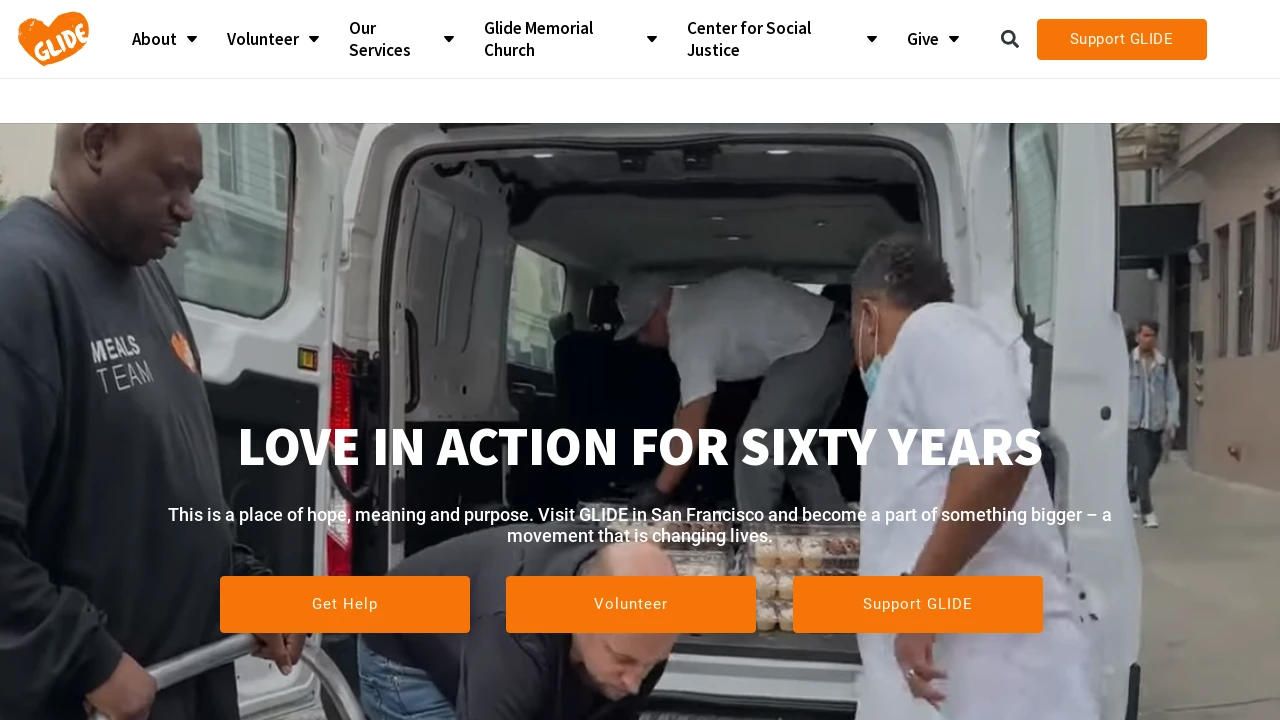 GLIDE
About
Volunteer
Our
Services
Glide Memorial
Church
Center for Social
Justice
Give
Support GLIDE
MEALS
TEAM
LOVE IN ACTION FOR SIXTY YEARS
This is a place of hope, meaning and purpose. Visit GLIDE in San Francisco and become a part of something bigger – a
movement that is changing lives.
Get Help
Volunteer
Support GLIDE